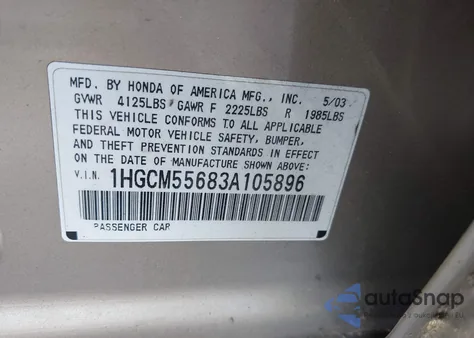 MFD. BY HONDA OF AMERICA MFG., INC. 5/03
GVWR 4125LBS GAWR F 2225LBS R 1985LBS
THIS VEHICLE CONFORMS TO ALL APPLICABLE
FEDERAL MOTOR VEHICLE SAFETY, BUMPER,
AND THEFT PREVENTION STANDARDS IN EFFECT
ON THE DATE OF MANUFACTURE SHOWN ABOVE:
V.I.N. 1HGCM55683A105896
PASSENGER CAR
autoSnap